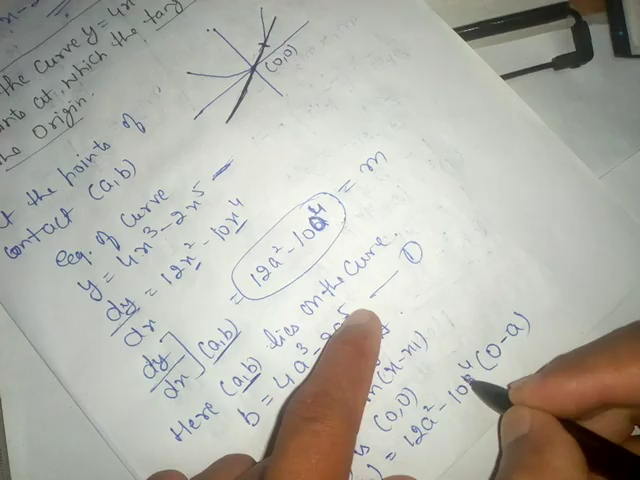 the Curve y = 4x
at which the tang
the Origin.
the points of
contact (a,b)
eq. of curve
y = 4x³ - 2x⁵
dy/dx = 12x² - 10x⁴
dy/dx](a,b) = 12a² - 10a⁴ = m
Here (a,b) lies on the curve.
b = 4a³ - 2a⁵ — ①
m(x-x₁)
(0,0)
= 12a² - 10a⁴ (0-a)
(0,0)